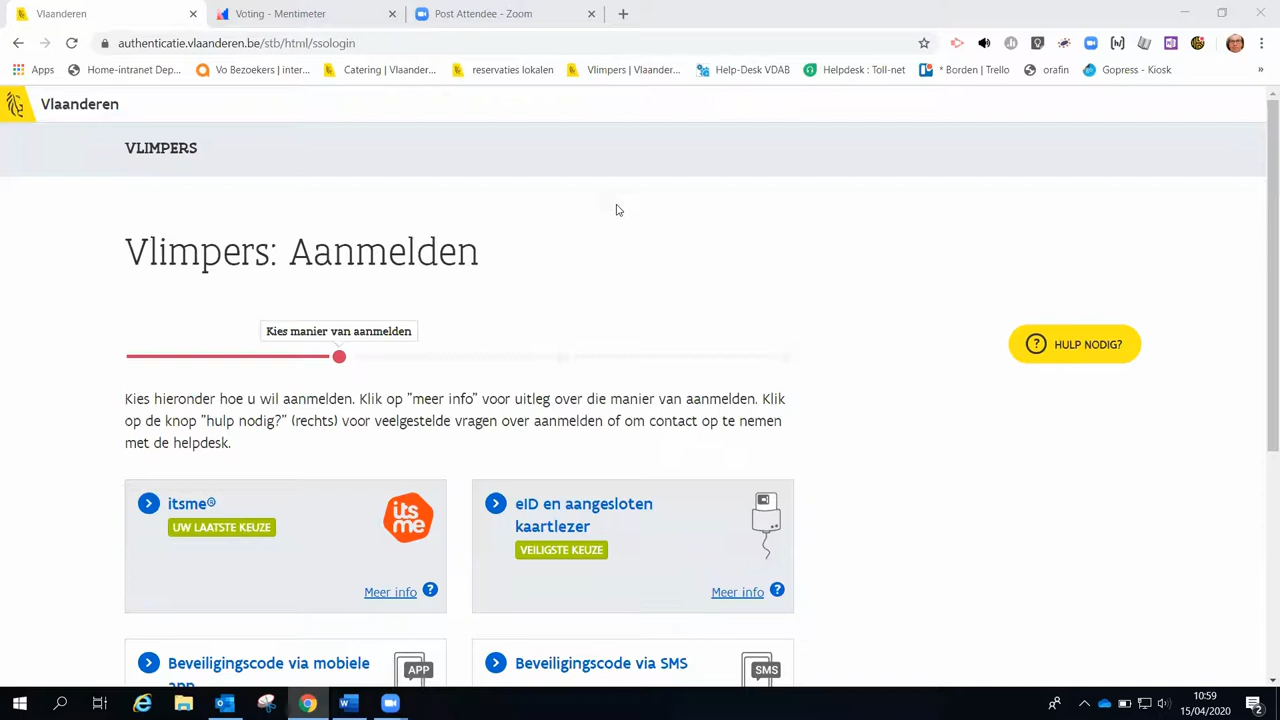 Vlaanderen
Voting - Mentimeter
Post Attendee - Zoom
authenticatie.vlaanderen.be/stb/html/ssologin
Apps
Home-intranet Dep...
Vo Bezoekers | inter...
Catering | Vlaander...
reservaties lokalen
Vlimpers | Vlaander...
Help-Desk VDAB
Helpdesk : Toll-net
* Borden | Trello
orafin
Gopress - Kiosk
»
Vlaanderen
VLIMPERS
Vlimpers: Aanmelden
Kies manier van aanmelden
? HULP NODIG?
Kies hieronder hoe u wil aanmelden. Klik op "meer info" voor uitleg over die manier van aanmelden. Klik
op de knop "hulp nodig?" (rechts) voor veelgestelde vragen over aanmelden of om contact op te nemen
met de helpdesk.
itsme®
UW LAATSTE KEUZE
its
me
Meer info ?
eID en aangesloten
kaartlezer
VEILIGSTE KEUZE
Meer info ?
Beveiligingscode via mobiele
app
APP
Beveiligingscode via SMS
SMS
10:59
15/04/2020
2